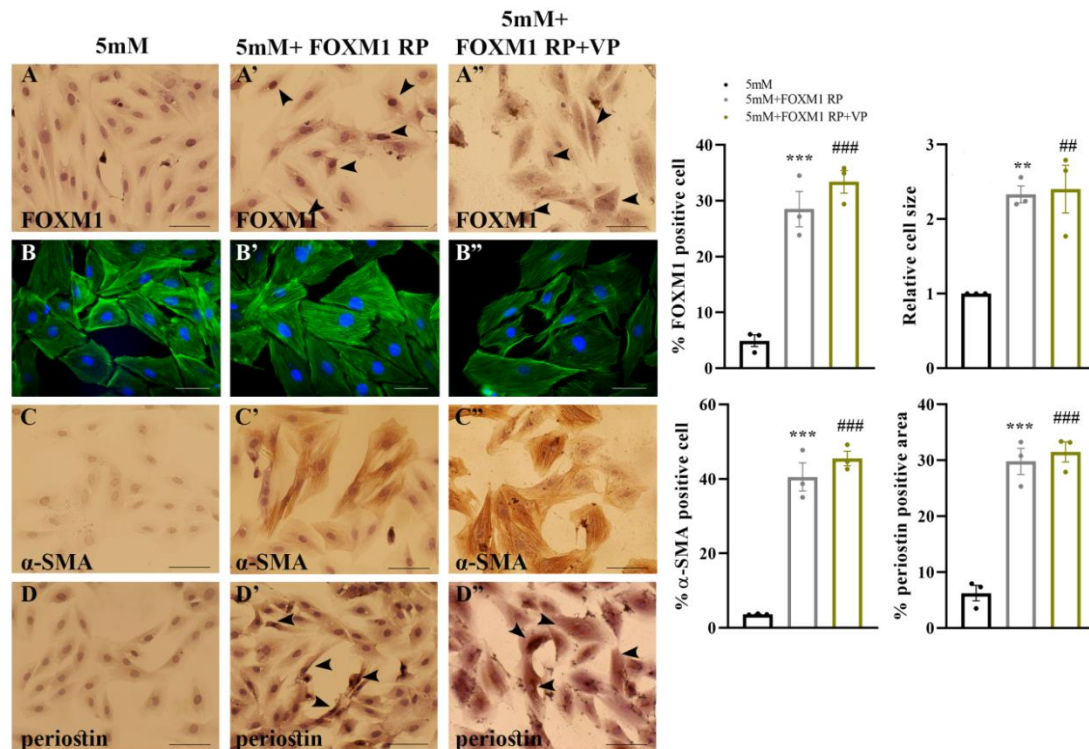 5mM
5mM+ FOXM1 RP
5mM+
FOXM1 RP+VP
A
FOXM1
A'
FOXM1
A"
FOXM1
B
B'
B"
C
α-SMA
C'
α-SMA
C"
α-SMA
D
periostin
D'
periostin
D"
periostin
5mM
5mM+FOXM1 RP
5mM+FOXM1 RP+VP
% FOXM1 positive cell
40
30
20
10
0
***
###
Relative cell size
3
2
1
0
**
##
% α-SMA positive cell
60
40
20
0
***
###
% periostin positive area
40
30
20
10
0
***
###